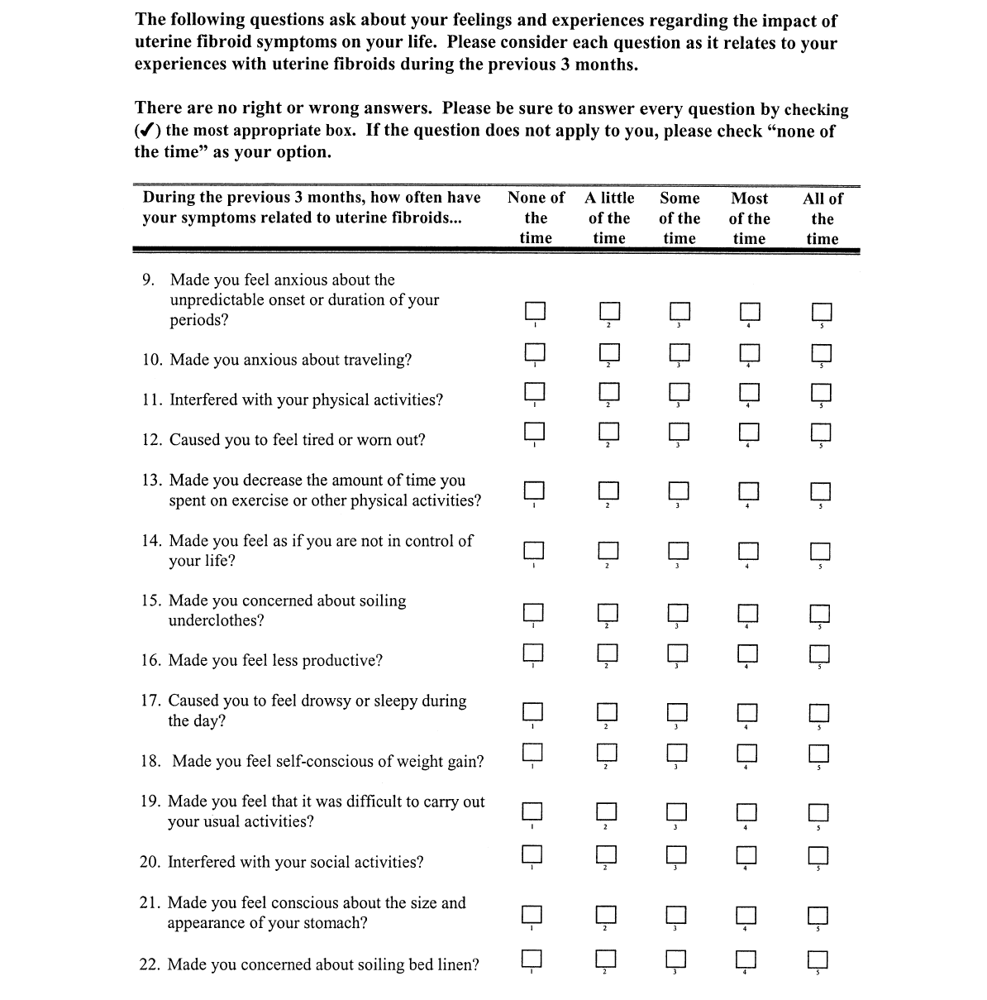 The following questions ask about your feelings and experiences regarding the impact of
uterine fibroid symptoms on your life.  Please consider each question as it relates to your
experiences with uterine fibroids during the previous 3 months.
There are no right or wrong answers.  Please be sure to answer every question by checking
(✓) the most appropriate box.  If the question does not apply to you, please check “none of
the time” as your option.
During the previous 3 months, how often have
your symptoms related to uterine fibroids...
None of
the
time
A little
of the
time
Some
of the
time
Most
of the
time
All of
the
time
9. Made you feel anxious about the
unpredictable onset or duration of your
periods?
1 2 3 4 5
10. Made you anxious about traveling?
1 2 3 4 5
11. Interfered with your physical activities?
1 2 3 4 5
12. Caused you to feel tired or worn out?
1 2 3 4 5
13. Made you decrease the amount of time you
spent on exercise or other physical activities?
1 2 3 4 5
14. Made you feel as if you are not in control of
your life?
1 2 3 4 5
15. Made you concerned about soiling
underclothes?
1 2 3 4 5
16. Made you feel less productive?
1 2 3 4 5
17. Caused you to feel drowsy or sleepy during
the day?
1 2 3 4 5
18. Made you feel self-conscious of weight gain?
1 2 3 4 5
19. Made you feel that it was difficult to carry out
your usual activities?
1 2 3 4 5
20. Interfered with your social activities?
1 2 3 4 5
21. Made you feel conscious about the size and
appearance of your stomach?
1 2 3 4 5
22. Made you concerned about soiling bed linen?
1 2 3 4 5